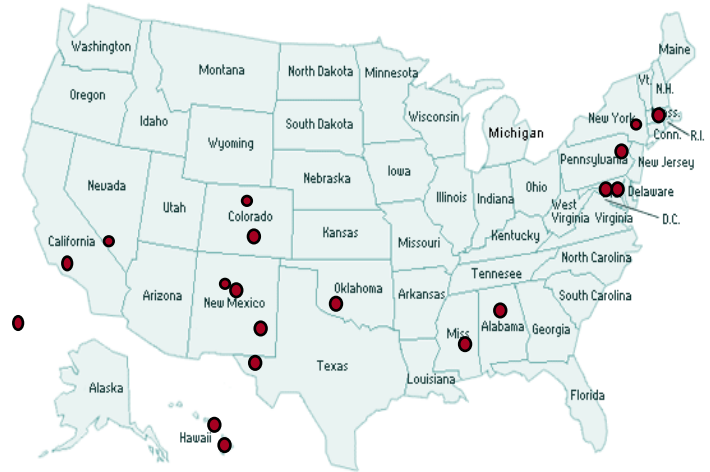 Washington
Montana
North Dakota
Minnesota
Maine
Vt.
N.H.
Oregon
Idaho
South Dakota
Wisconsin
Michigan
New York
ss.
Conn.
R.I.
Wyoming
Nebraska
Iowa
Pennsylvania
New Jersey
Nevada
Utah
Colorado
Kansas
Illinois
Indiana
Ohio
Delaware
West
Virginia
Virginia
D.C.
California
Missouri
Kentucky
North Carolina
Arizona
New Mexico
Oklahoma
Arkansas
Tennesee
South Carolina
Texas
Louisiana
Miss
Alabama
Georgia
Florida
Alaska
Hawaii